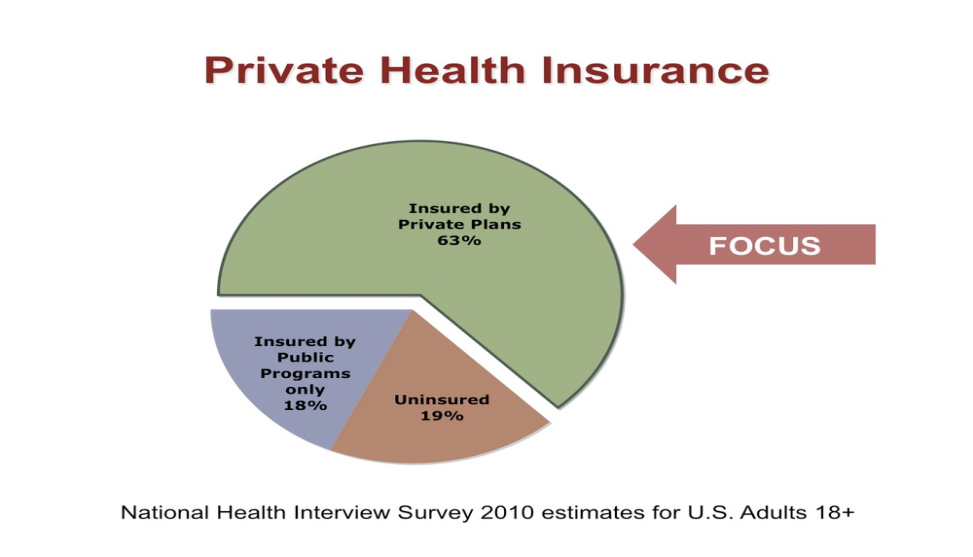 Private Health Insurance
Insured by
Private Plans
63%
FOCUS
Insured by
Public
Programs
only
18%
Uninsured
19%
National Health Interview Survey 2010 estimates for U.S. Adults 18+